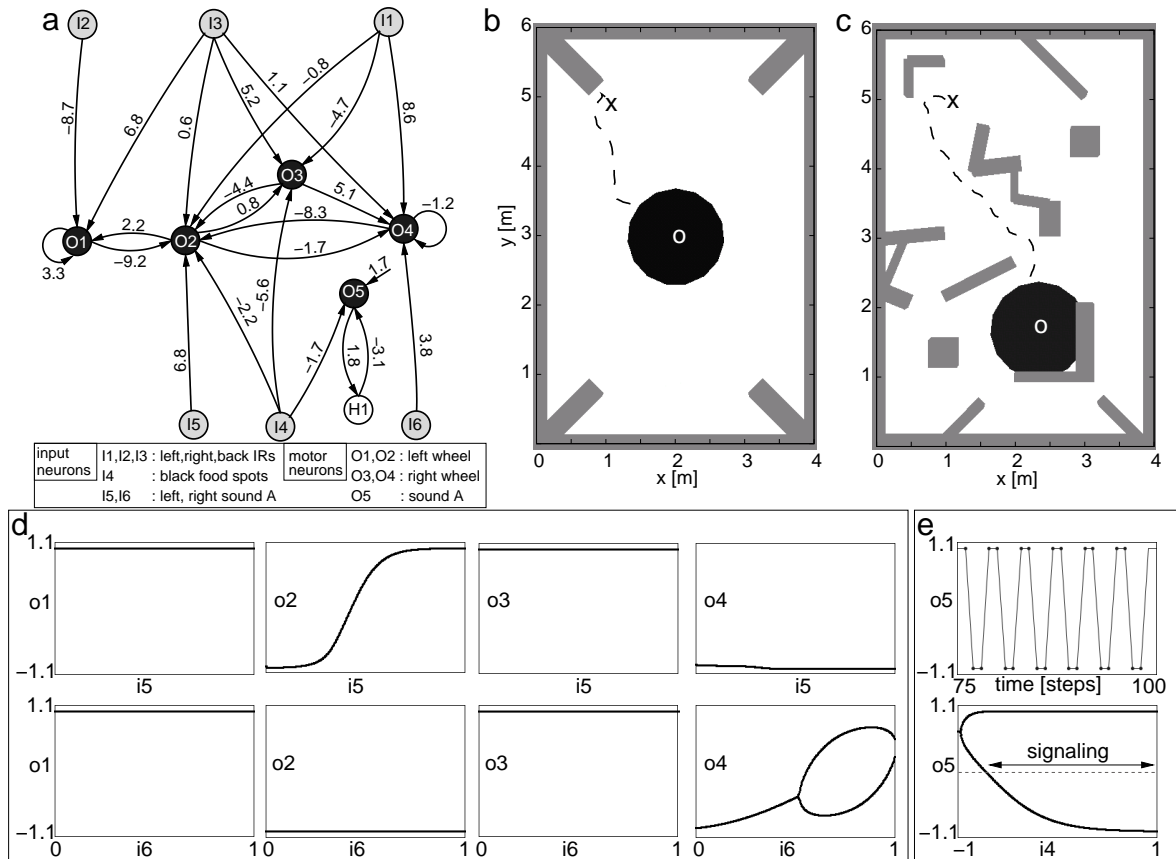 a
I2
I3
I1
−0.8
1.1
5.2
−4.7
−8.7
6.8
0.6
8.6
O3
−4.4
0.8
5.1
−1.2
−8.3
O1
2.2
O2
O4
−1.7
−9.2
3.3
1.7
O5
−5.6
−2.2
−1.7
1.8
−3.1
3.8
6.8
H1
I5
I4
I6
input neurons
I1,I2,I3 : left,right,back IRs
I4 : black food spots
I5,I6 : left, right sound A
motor neurons
O1,O2 : left wheel
O3,O4 : right wheel
O5 : sound A
b
6
5
4
3
2
1
0
1
2
3
4
y [m]
x [m]
x
o
c
6
5
4
3
2
1
0
1
2
3
4
x [m]
x
o
d
1.1
o1
−1.1
i5
o2
i5
o3
i5
o4
i5
1.1
o1
−1.1
0
i6
1
o2
0
i6
1
o3
0
i6
1
o4
0
i6
1
e
1.1
o5
−1.1
75
time [steps]
100
1.1
signaling
o5
−1.1
−1
i4
1